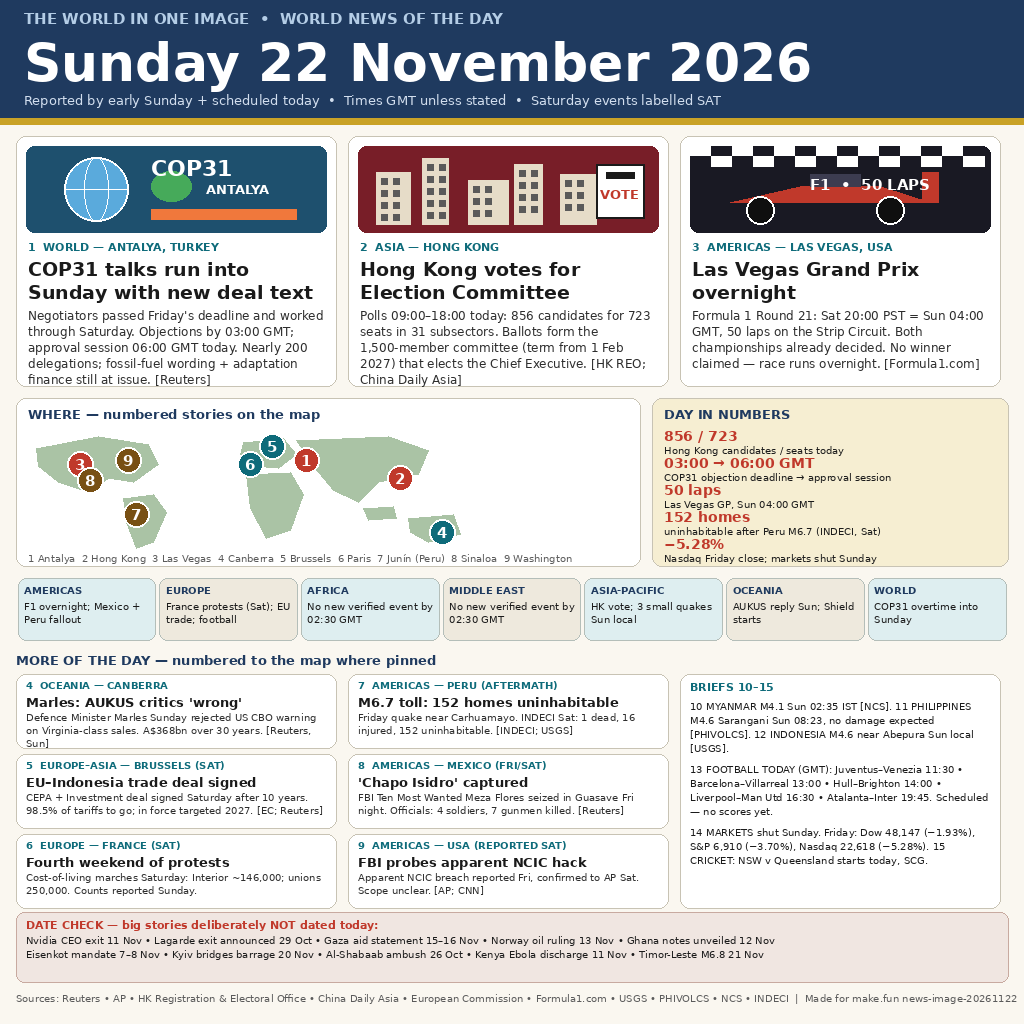 THE WORLD IN ONE IMAGE • WORLD NEWS OF THE DAY
Sunday 22 November 2026
Reported by early Sunday + scheduled today • Times GMT unless stated • Saturday events labelled SAT
COP31
ANTALYA
1 WORLD — ANTALYA, TURKEY
COP31 talks run into
Sunday with new deal text
Negotiators passed Friday's deadline and worked
through Saturday. Objections by 03:00 GMT;
approval session 06:00 GMT today. Nearly 200
delegations; fossil-fuel wording + adaptation
finance still at issue. [Reuters]
VOTE
2 ASIA — HONG KONG
Hong Kong votes for
Election Committee
Polls 09:00–18:00 today: 856 candidates for 723
seats in 31 subsectors. Ballots form the
1,500-member committee (term from 1 Feb
2027) that elects the Chief Executive. [HK REO;
China Daily Asia]
F1 • 50 LAPS
3 AMERICAS — LAS VEGAS, USA
Las Vegas Grand Prix
overnight
Formula 1 Round 21: Sat 20:00 PST = Sun 04:00
GMT, 50 laps on the Strip Circuit. Both
championships already decided. No winner
claimed — race runs overnight. [Formula1.com]
WHERE — numbered stories on the map
5
9
1
3
6
8
2
7
4
1 Antalya 2 Hong Kong 3 Las Vegas 4 Canberra 5 Brussels 6 Paris 7 Junín (Peru) 8 Sinaloa 9 Washington
DAY IN NUMBERS
856 / 723
Hong Kong candidates / seats today
03:00 → 06:00 GMT
COP31 objection deadline → approval session
50 laps
Las Vegas GP, Sun 04:00 GMT
152 homes
uninhabitable after Peru M6.7 (INDECI, Sat)
−5.28%
Nasdaq Friday close; markets shut Sunday
AMERICAS
F1 overnight; Mexico +
Peru fallout
EUROPE
France protests (Sat); EU
trade; football
AFRICA
No new verified event by
02:30 GMT
MIDDLE EAST
No new verified event by
02:30 GMT
ASIA-PACIFIC
HK vote; 3 small quakes
Sun local
OCEANIA
AUKUS reply Sun; Shield
starts
WORLD
COP31 overtime into
Sunday
MORE OF THE DAY — numbered to the map where pinned
4 OCEANIA — CANBERRA
Marles: AUKUS critics 'wrong'
Defence Minister Marles Sunday rejected US CBO warning
on Virginia-class sales. A$368bn over 30 years. [Reuters,
Sun]
5 EUROPE–ASIA — BRUSSELS (SAT)
EU–Indonesia trade deal signed
CEPA + Investment deal signed Saturday after 10 years.
98.5% of tariffs to go; in force targeted 2027. [EC; Reuters]
6 EUROPE — FRANCE (SAT)
Fourth weekend of protests
Cost-of-living marches Saturday: Interior ~146,000; unions
250,000. Counts reported Sunday.
7 AMERICAS — PERU (AFTERMATH)
M6.7 toll: 152 homes uninhabitable
Friday quake near Carhuamayo. INDECI Sat: 1 dead, 16
injured, 152 uninhabitable. [INDECI; USGS]
8 AMERICAS — MEXICO (FRI/SAT)
'Chapo Isidro' captured
FBI Ten Most Wanted Meza Flores seized in Guasave Fri
night. Officials: 4 soldiers, 7 gunmen killed. [Reuters]
9 AMERICAS — USA (REPORTED SAT)
FBI probes apparent NCIC hack
Apparent NCIC breach reported Fri, confirmed to AP Sat.
Scope unclear. [AP; CNN]
BRIEFS 10–15
10 MYANMAR M4.1 Sun 02:35 IST [NCS]. 11 PHILIPPINES
M4.6 Sarangani Sun 08:23, no damage expected
[PHIVOLCS]. 12 INDONESIA M4.6 near Abepura Sun local
[USGS].
13 FOOTBALL TODAY (GMT): Juventus–Venezia 11:30 •
Barcelona–Villarreal 13:00 • Hull–Brighton 14:00 •
Liverpool–Man Utd 16:30 • Atalanta–Inter 19:45. Scheduled
— no scores yet.
14 MARKETS shut Sunday. Friday: Dow 48,147 (−1.93%),
S&P 6,910 (−3.70%), Nasdaq 22,618 (−5.28%). 15
CRICKET: NSW v Queensland starts today, SCG.
DATE CHECK — big stories deliberately NOT dated today:
Nvidia CEO exit 11 Nov • Lagarde exit announced 29 Oct • Gaza aid statement 15–16 Nov • Norway oil ruling 13 Nov • Ghana notes unveiled 12 Nov
Eisenkot mandate 7–8 Nov • Kyiv bridges barrage 20 Nov • Al-Shabaab ambush 26 Oct • Kenya Ebola discharge 11 Nov • Timor-Leste M6.8 21 Nov
Sources: Reuters • AP • HK Registration & Electoral Office • China Daily Asia • European Commission • Formula1.com • USGS • PHIVOLCS • NCS • INDECI | Made for make.fun news-image-20261122